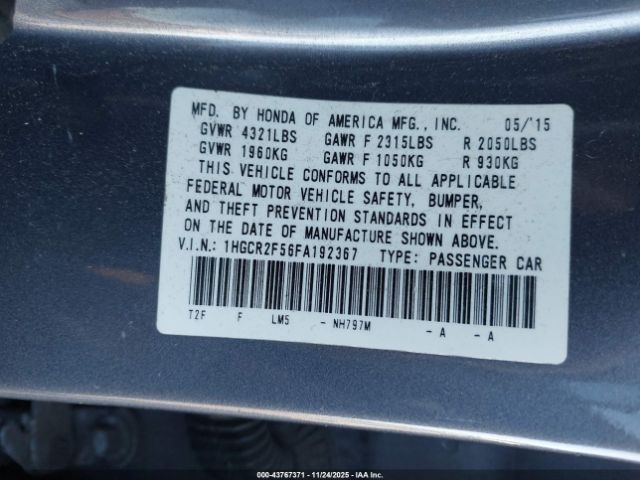 MFD. BY HONDA OF AMERICA MFG., INC. 05/'15
GVWR 4321LBS GAWR F 2315LBS R 2050LBS
GVWR 1960KG GAWR F 1050KG R 930KG
THIS VEHICLE CONFORMS TO ALL APPLICABLE
FEDERAL MOTOR VEHICLE SAFETY, BUMPER,
AND THEFT PREVENTION STANDARDS IN EFFECT
ON THE DATE OF MANUFACTURE SHOWN ABOVE.
V.I.N.: 1HGCR2F56FA192367 TYPE: PASSENGER CAR
T2F F LM5 - NH797M - A - A
000-43767371 - 11/24/2025 - IAAI, Inc.